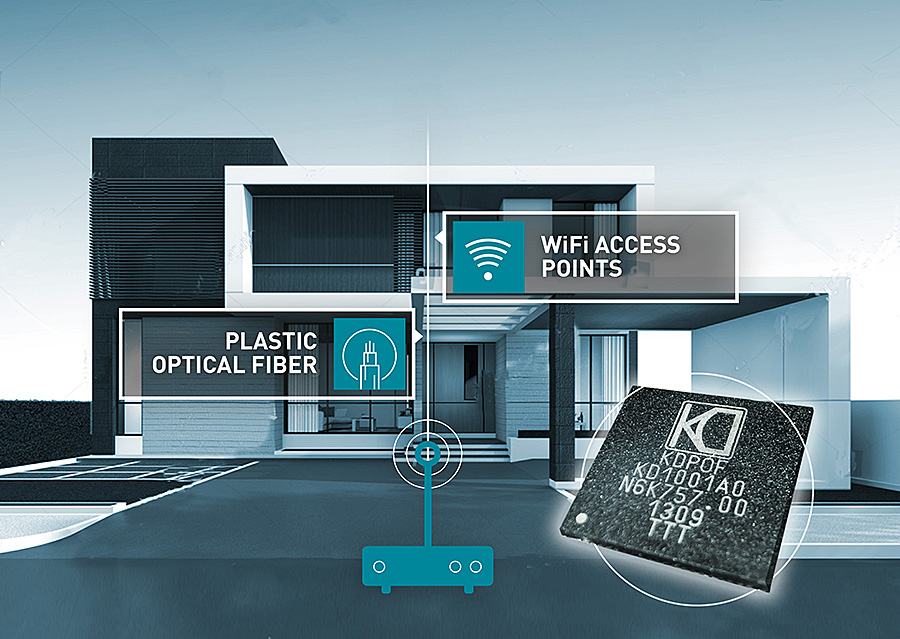 WiFi ACCESS
POINTS
PLASTIC
OPTICAL FIBER
KD
KDPOF
KD1001A0
N6K757.00
1309
TTT